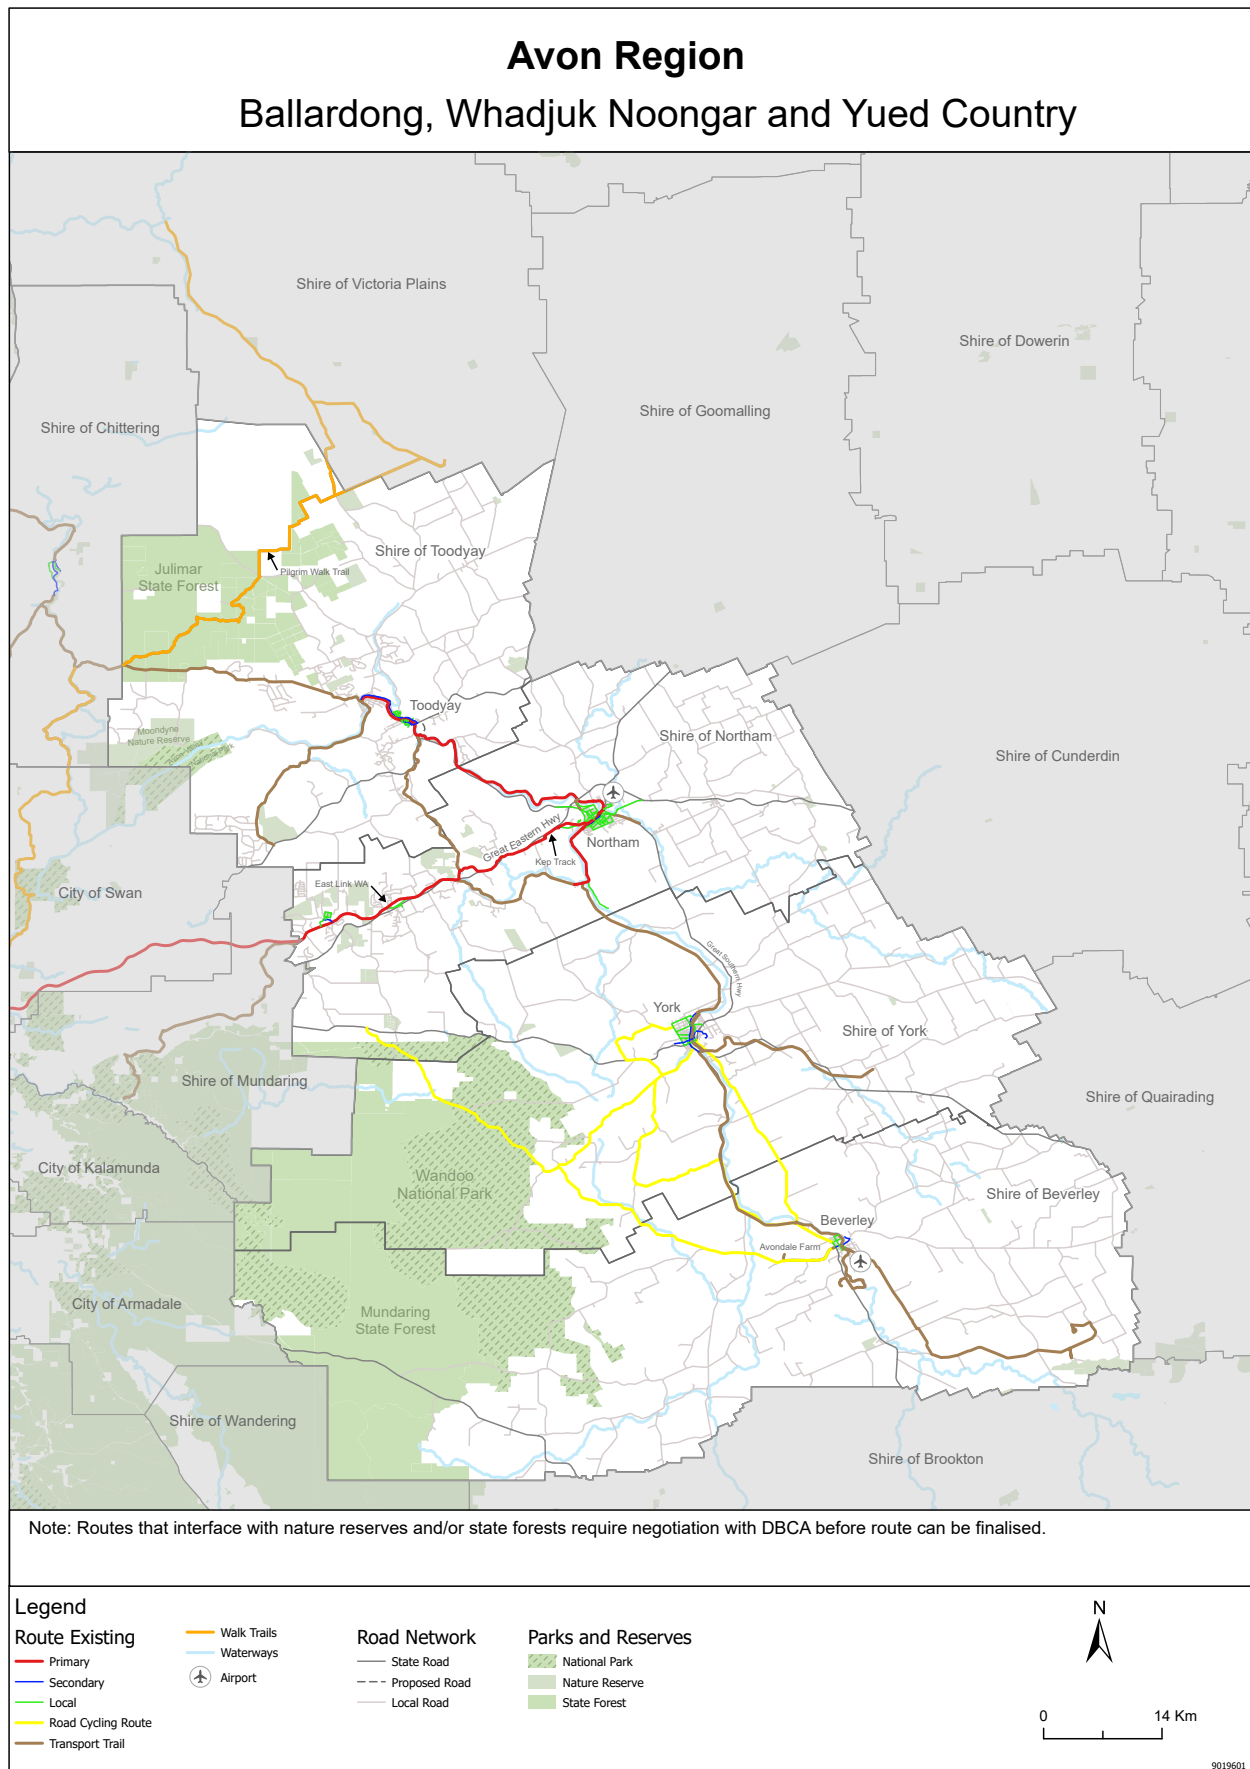 Avon Region
Ballardong, Whadjuk Noongar and Yued Country
Shire of Victoria Plains
Shire of Dowerin
Shire of Goomalling
Shire of Chittering
Shire of Toodyay
Julimar
State Forest
Pilgrim Walk Trail
Toodyay
Moondyne
Nature Reserve
Shire of Northam
Shire of Cunderdin
Great Eastern Hwy
Northam
Kep Track
East Link WA
City of Swan
Great Southern Hwy
York
Shire of York
Shire of Mundaring
Shire of Quairading
City of Kalamunda
Wandoo
National Park
Shire of Beverley
Beverley
Avondale Farm
City of Armadale
Mundaring
State Forest
Shire of Wandering
Shire of Brookton
Note: Routes that interface with nature reserves and/or state forests require negotiation with DBCA before route can be finalised.
Legend
Route Existing
Primary
Secondary
Local
Road Cycling Route
Transport Trail
Walk Trails
Waterways
Airport
Road Network
State Road
Proposed Road
Local Road
Parks and Reserves
National Park
Nature Reserve
State Forest
N
0 14 Km
9019601